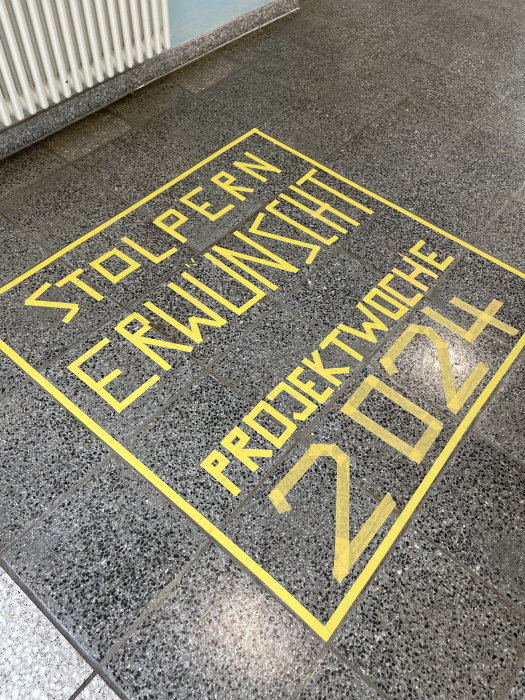 STOLPERN
ERWÜNSCHT
PROJEKTWOCHE
2024